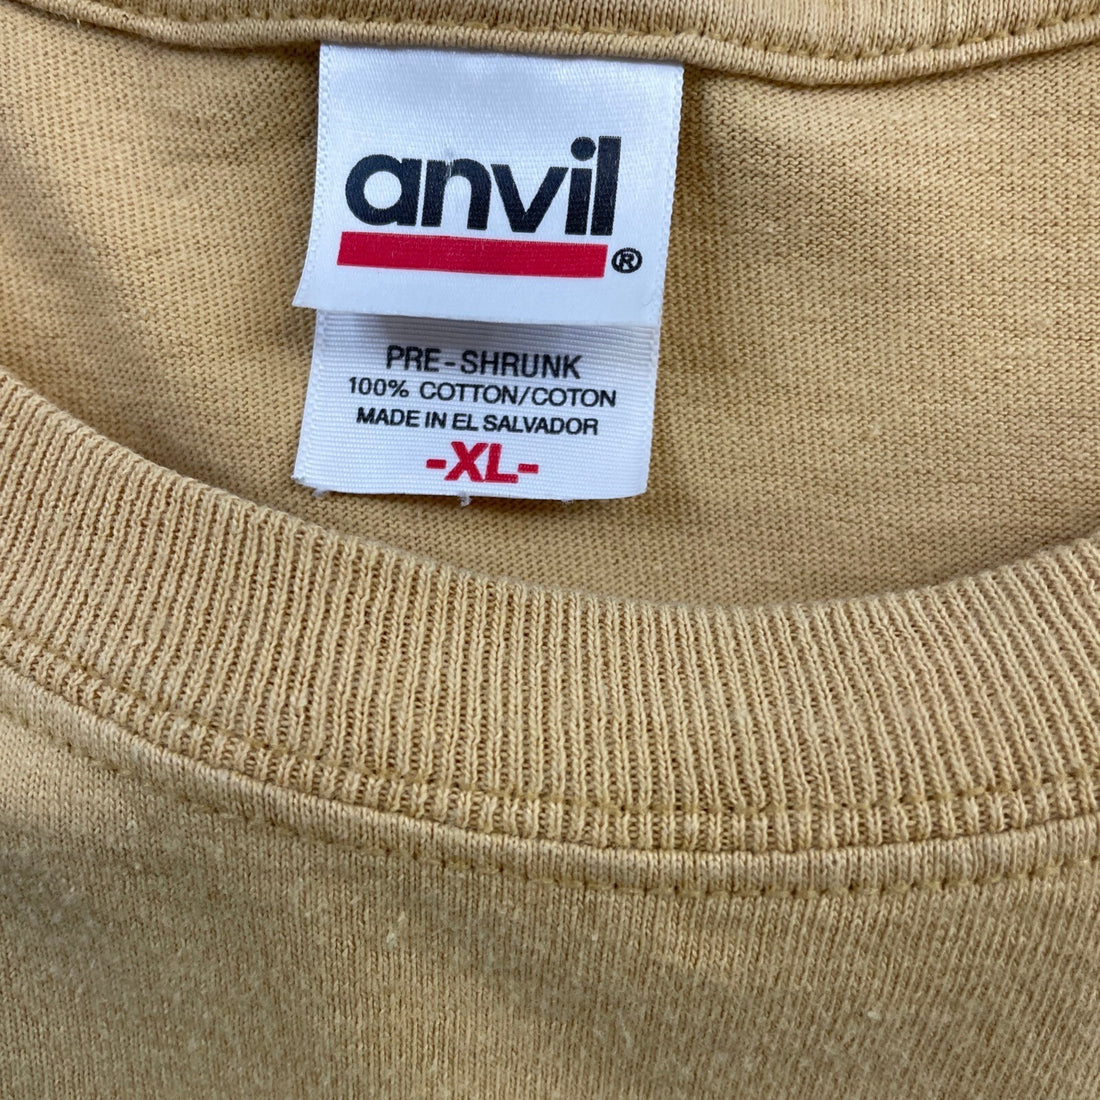 anvil
®
PRE-SHRUNK
100% COTTON/COTON
MADE IN EL SALVADOR
-XL-